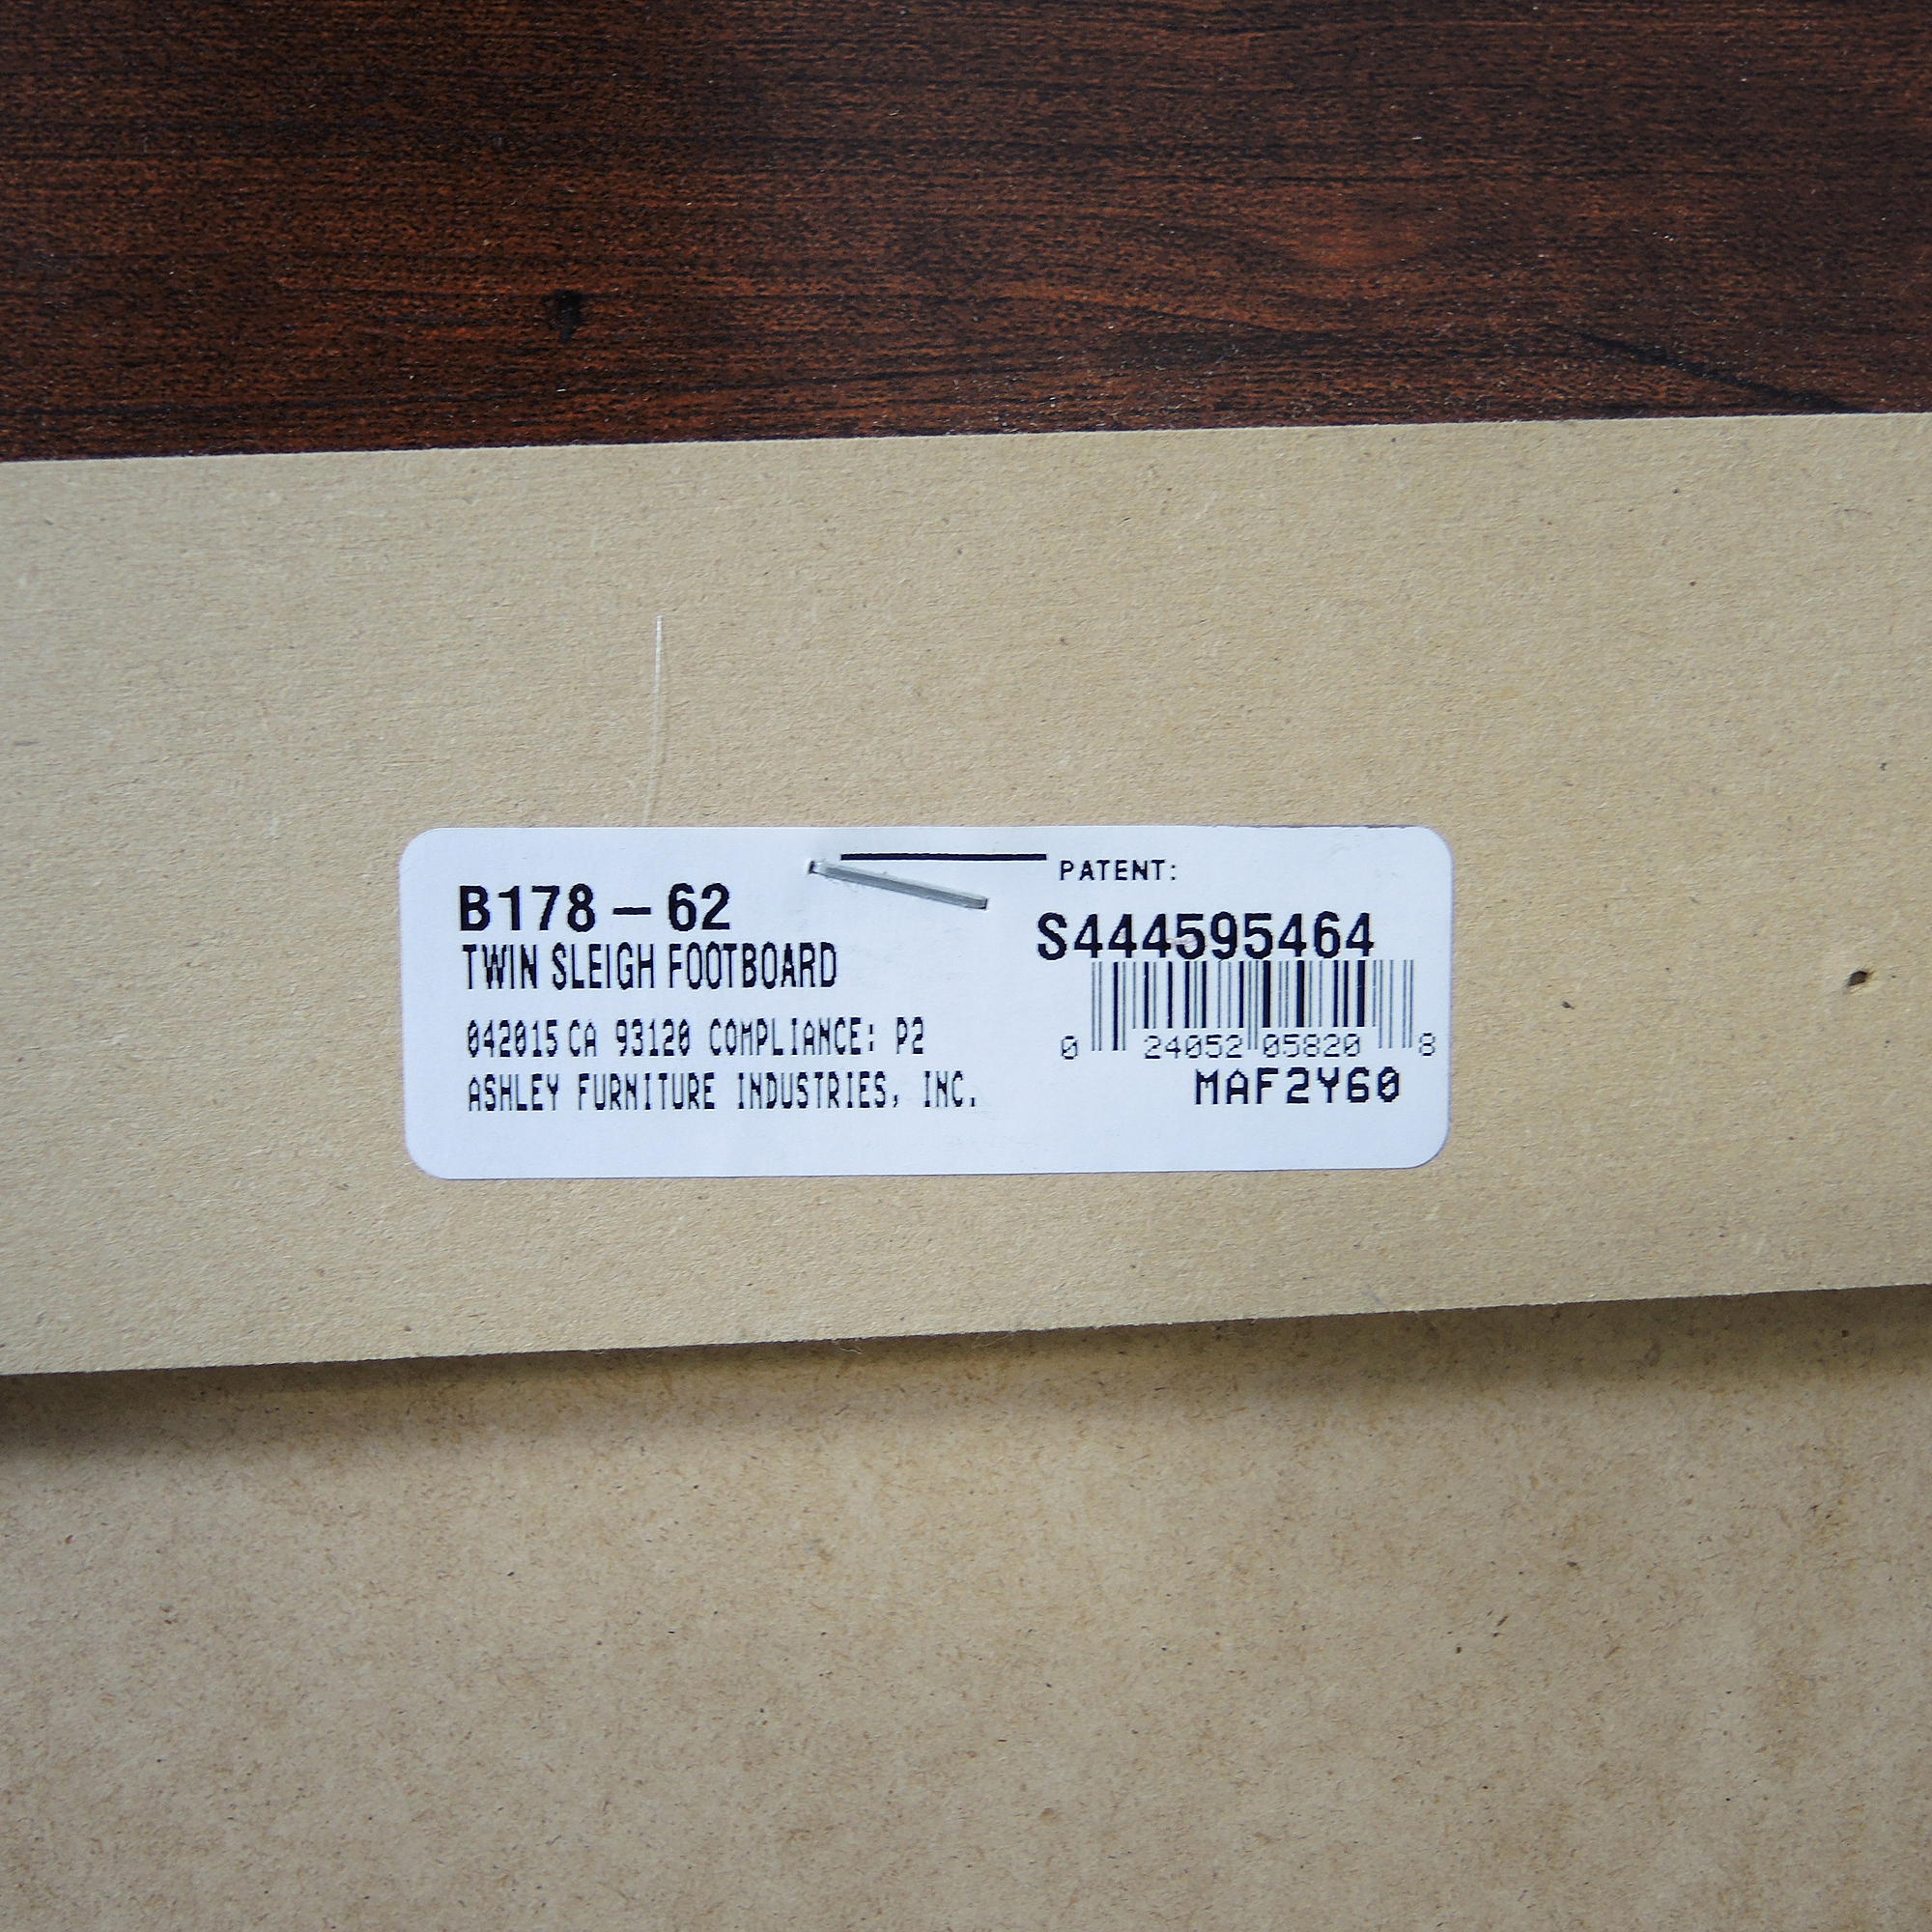 B178-62
TWIN SLEIGH FOOTBOARD
042015 CA 93120 COMPLIANCE: P2
ASHLEY FURNITURE INDUSTRIES, INC.
PATENT:
S444595464
0 24052 05820 8
MAF2Y60